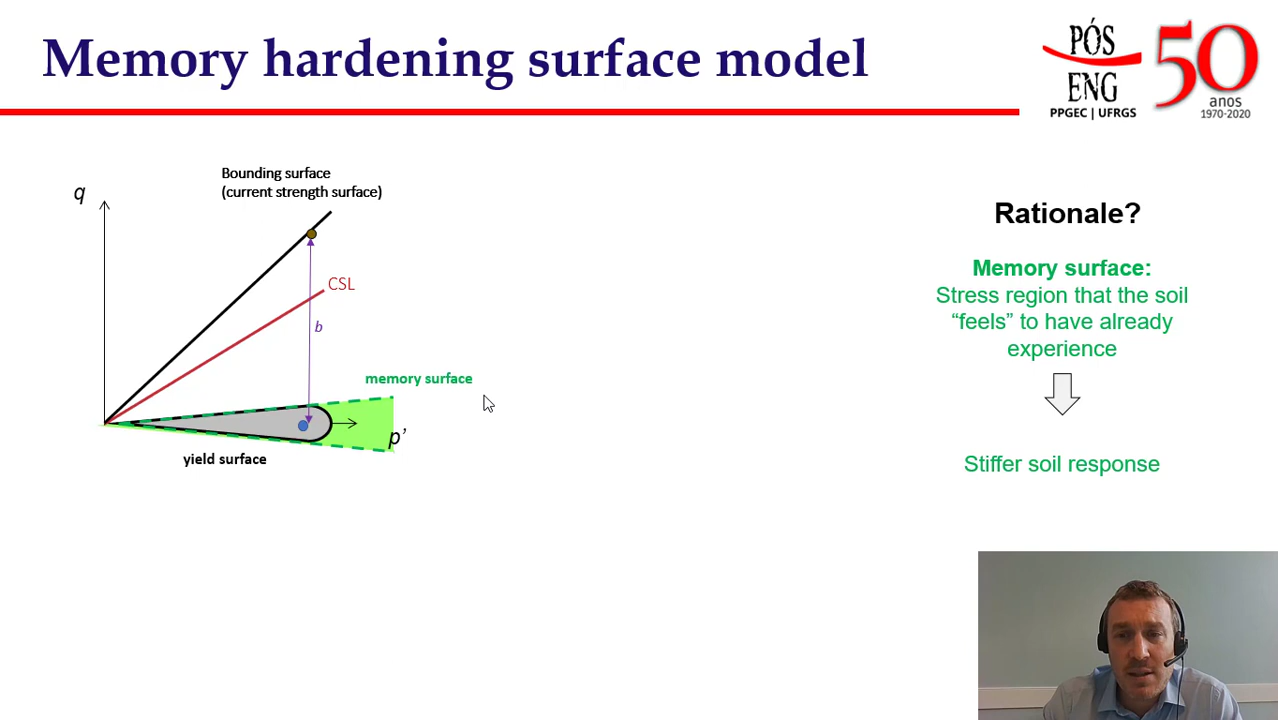 Memory hardening surface model
PÓS
ENG
PPGEC | UFRGS
50
anos
1970-2020
Bounding surface
(current strength surface)
q
CSL
b
memory surface
p'
yield surface
Rationale?
Memory surface:
Stress region that the soil
“feels” to have already
experience
Stiffer soil response